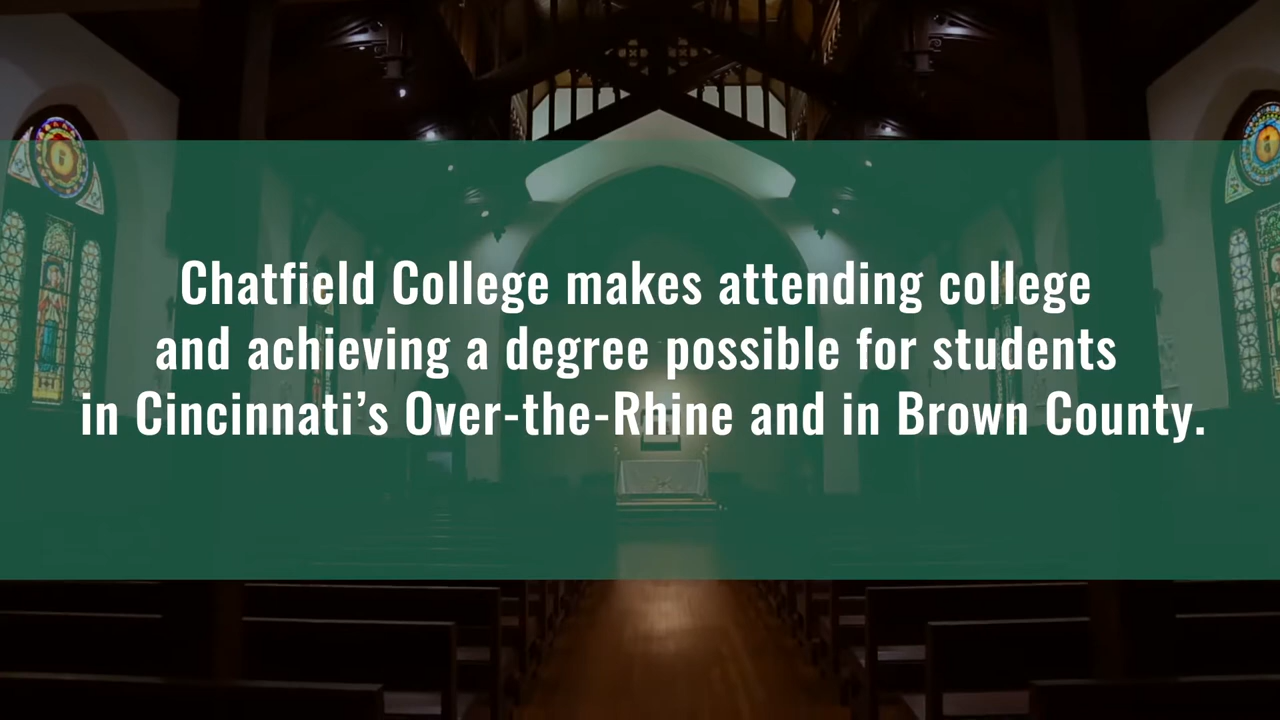 Chatfield College makes attending college
and achieving a degree possible for students
in Cincinnati’s Over-the-Rhine and in Brown County.